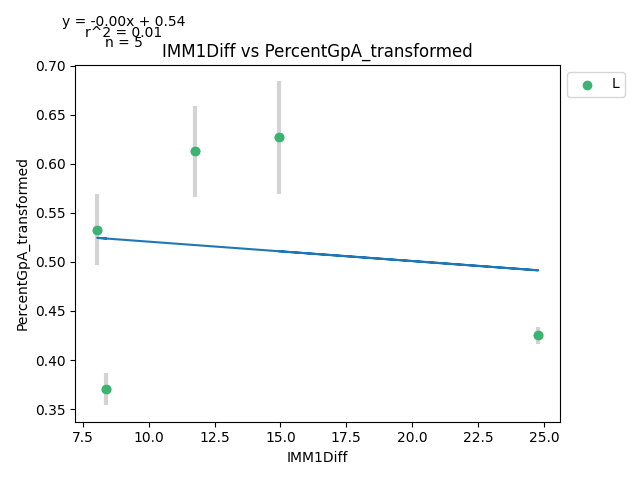 y = -0.00x + 0.54
r^2 = 0.01
n = 5
IMM1Diff vs PercentGpA_transformed
L
0.70
0.65
0.60
0.55
0.50
0.45
0.40
0.35
PercentGpA_transformed
7.5 10.0 12.5 15.0 17.5 20.0 22.5 25.0
IMM1Diff